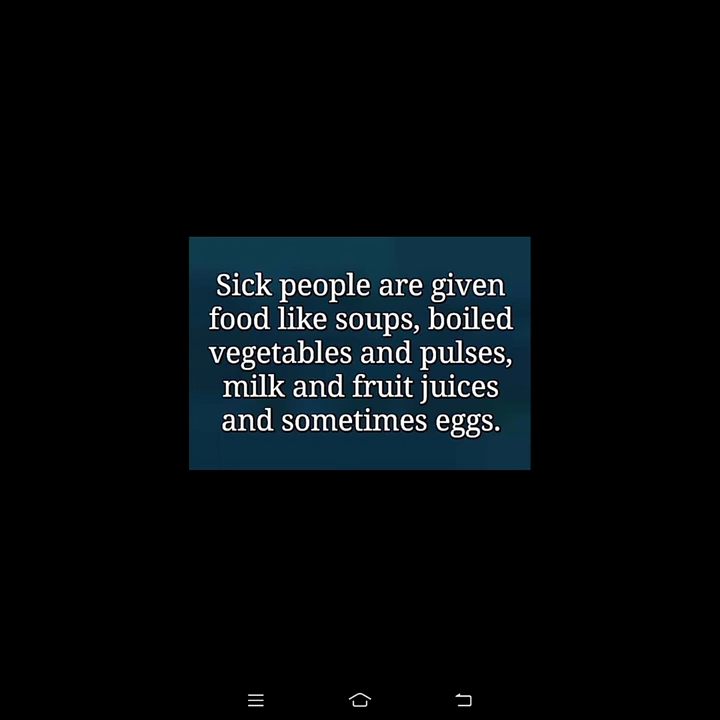 Sick people are given
food like soups, boiled
vegetables and pulses,
milk and fruit juices
and sometimes eggs.